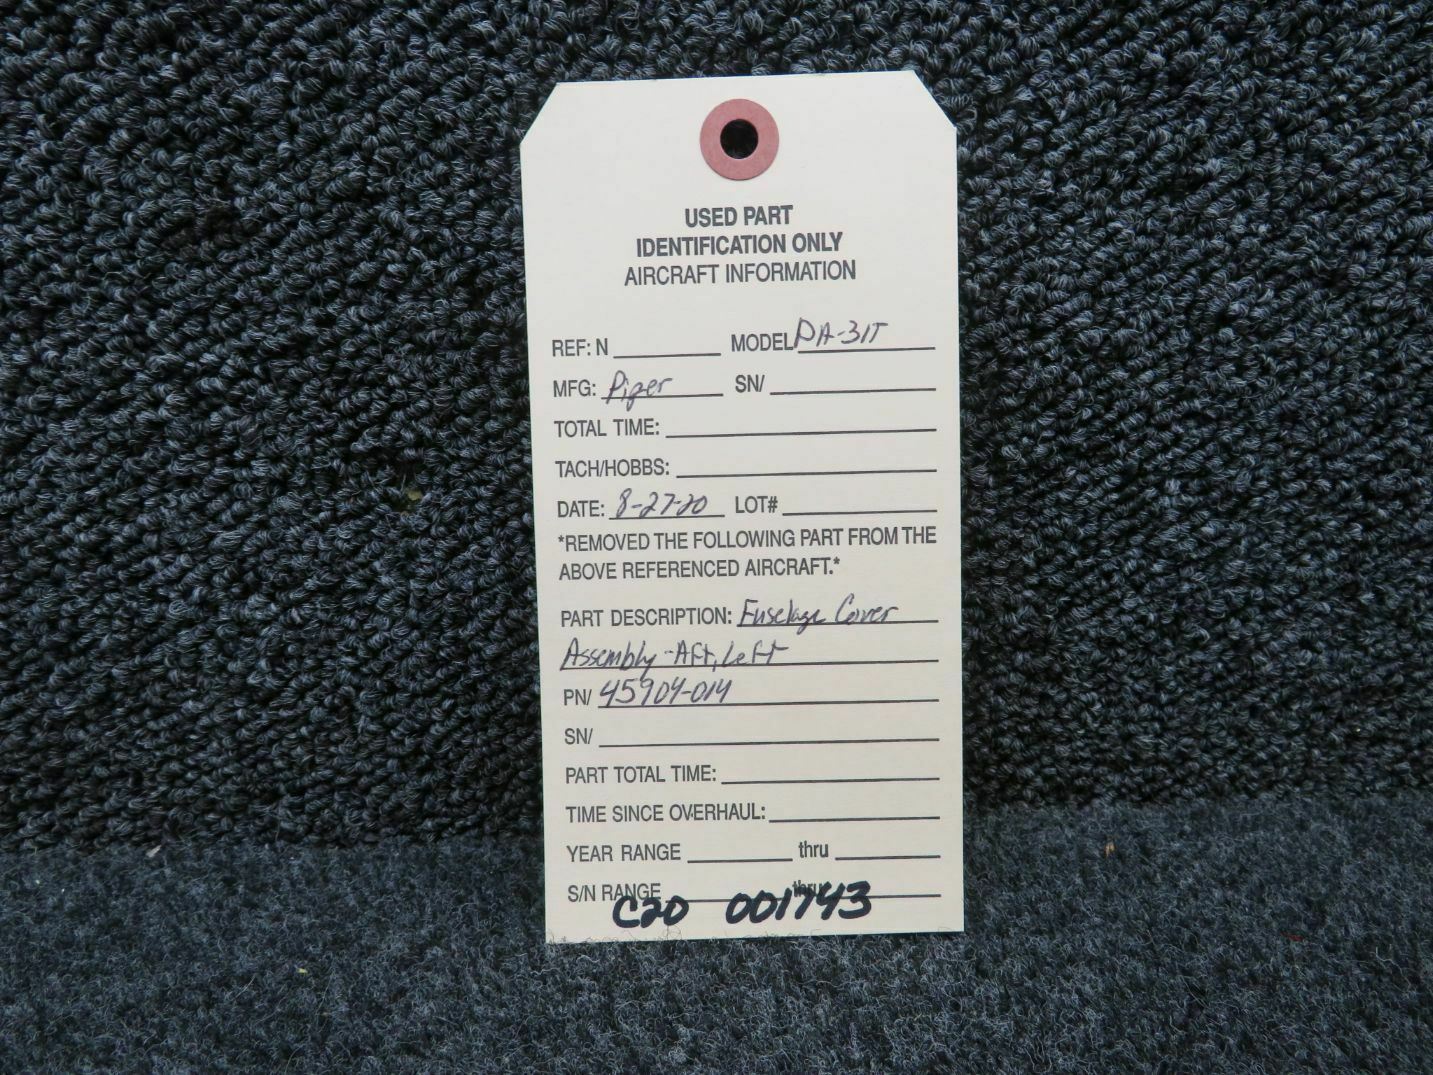 USED PART
IDENTIFICATION ONLY
AIRCRAFT INFORMATION
REF: N MODEL PA-31T
MFG: Piper SN/
TOTAL TIME:
TACH/HOBBS:
DATE: 8-27-20 LOT#
*REMOVED THE FOLLOWING PART FROM THE
ABOVE REFERENCED AIRCRAFT.*
PART DESCRIPTION: Fuselage Cover
Assembly-Aft, Left
PN/ 45904-014
SN/
PART TOTAL TIME:
TIME SINCE OVERHAUL:
YEAR RANGE thru
S/N RANGE thru
C20 001743